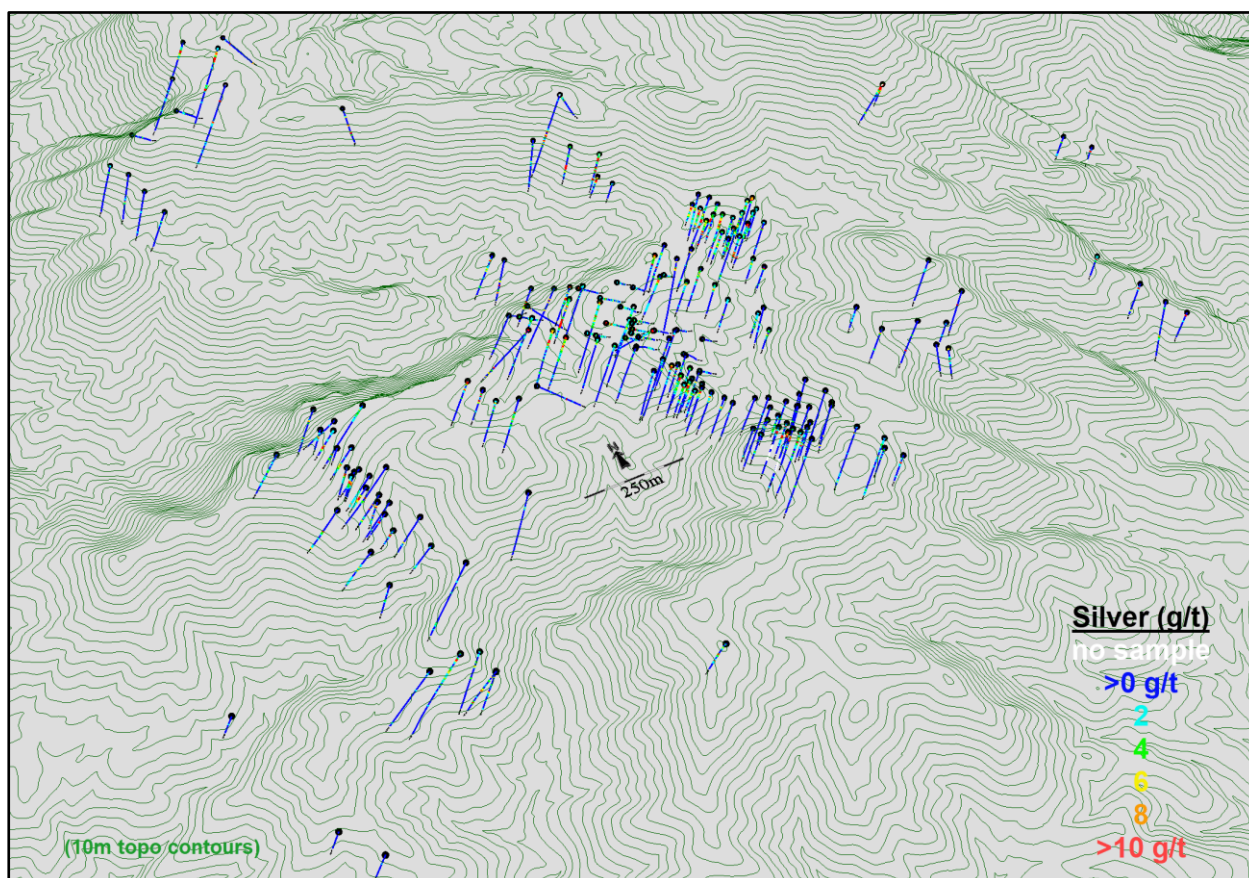 N
250m
Silver (g/t)
no sample
>0 g/t
2
4
6
8
>10 g/t
(10m topo contours)